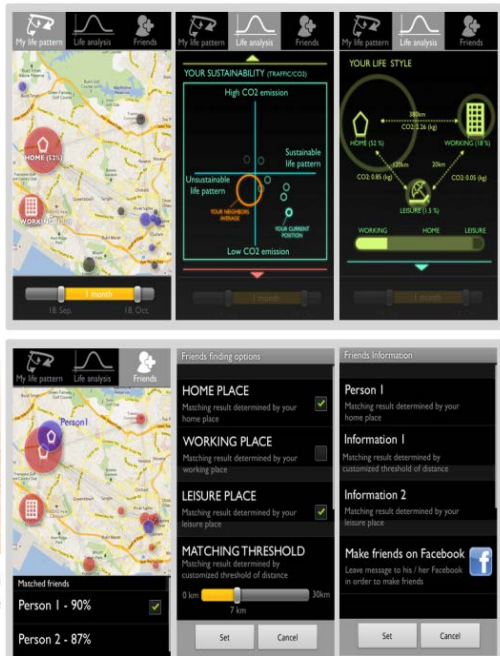 My life pattern
Life analysis
Friends
HOME (52%)
WORKING
1 month
18. Sep.
18. Oct.
My life pattern
Life analysis
Friends
YOUR SUSTAINABILITY (TRAFFIC/CO2)
High CO2 emission
Sustainable
life pattern
Unsustainable
life pattern
YOUR NEIGHBORS
AVERAGE
YOUR CURRENT
POSITION
Low CO2 emission
1 month
My life pattern
Life analysis
Friends
YOUR LIFE STYLE
380km
CO2: 2.26 (kg)
HOME (52 %)
WORKING (18 %)
120km
20km
CO2: 0.85 (kg)
CO2: 0.05 (kg)
LEISURE (1.5 %)
WORKING
HOME
LEISURE
1 month
My life pattern
Life analysis
Friends
Person1
Matched friends
Person 1 - 90%
Person 2 - 87%
Friends finding options
HOME PLACE
Matching result determined by your
home place
WORKING PLACE
Matching result determined by your
working place
LEISURE PLACE
Matching result determined by your
leisure place
MATCHING THRESHOLD
Matching result determined by
customized threshold of distance
0 km
30km
7 km
Set
Cancel
Friends Information
Person 1
Matching result determined by your
home place
Information 1
Matching result determined by
customized threshold of distance
Information 2
Matching result determined by your
leisure place
Make friends on Facebook
Leave message to his / her Facebook
in order to make friends
Set
Cancel